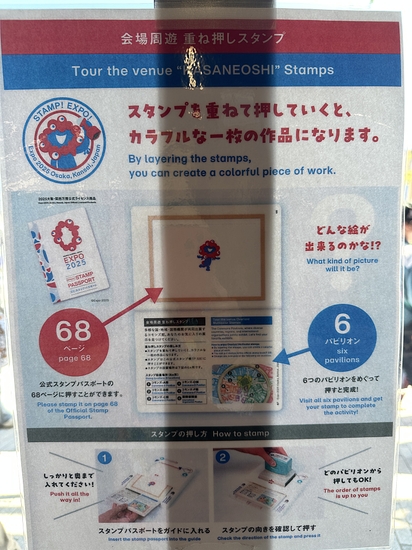 会場周遊 重ね押しスタンプ
Tour the venue "KASANEOSHI" Stamps
STAMP! EXPO!
Expo 2025 Osaka, Kansai, Japan
スタンプを重ねて押していくと、
カラフルな一枚の作品になります。
By layering the stamps,
you can create a colorful piece of work.
EXPO
2025
STAMP
PASSPORT
どんな絵が
出来るのかな!?
What kind of picture
will it be?
68
ページ
page 68
6
パビリオン
six
pavilions
公式スタンプパスポートの
68ページに押すことができます。
Please stamp it on page 68
of the Official Stamp
Passport.
6つのパビリオンをめぐって
押すと完成!
Visit all six pavilions and get
your stamp to complete
the activity!
スタンプの押し方 How to stamp
1
しっかりと奥まで
入れてください!
Push it all the
way in!
スタンプパスポートをガイドに入れる
Insert the stamp passport into the guide
2
どのパビリオンから
押してもOK!
The order of stamps
is up to you
スタンプの向きを確認して押す
Check the direction of the stamp and press it